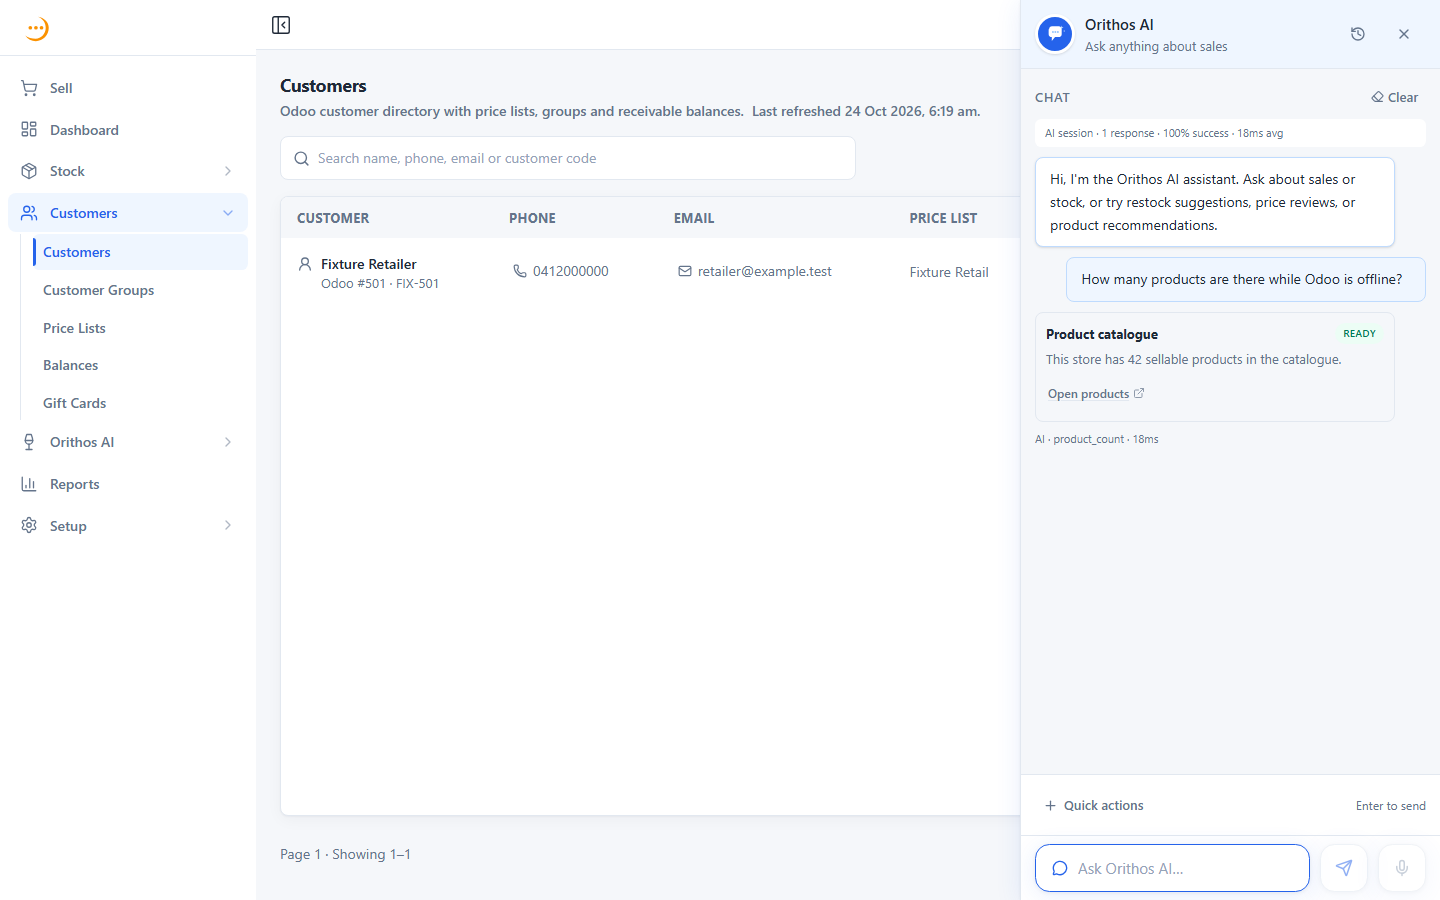 Sell
Dashboard
Stock
Customers
Customers
Customer Groups
Price Lists
Balances
Gift Cards
Orithos AI
Reports
Setup
Customers
Odoo customer directory with price lists, groups and receivable balances. Last refreshed 24 Oct 2026, 6:19 am.
Search name, phone, email or customer code
CUSTOMER PHONE EMAIL PRICE LIST
Fixture Retailer 0412000000 retailer@example.test Fixture Retail
Odoo #501 · FIX-501
Page 1 · Showing 1–1
Orithos AI
Ask anything about sales
CHAT Clear
AI session · 1 response · 100% success · 18ms avg
Hi, I'm the Orithos AI assistant. Ask about sales or
stock, or try restock suggestions, price reviews, or
product recommendations.
How many products are there while Odoo is offline?
Product catalogue READY
This store has 42 sellable products in the catalogue.
Open products
AI · product_count · 18ms
Quick actions Enter to send
Ask Orithos AI...